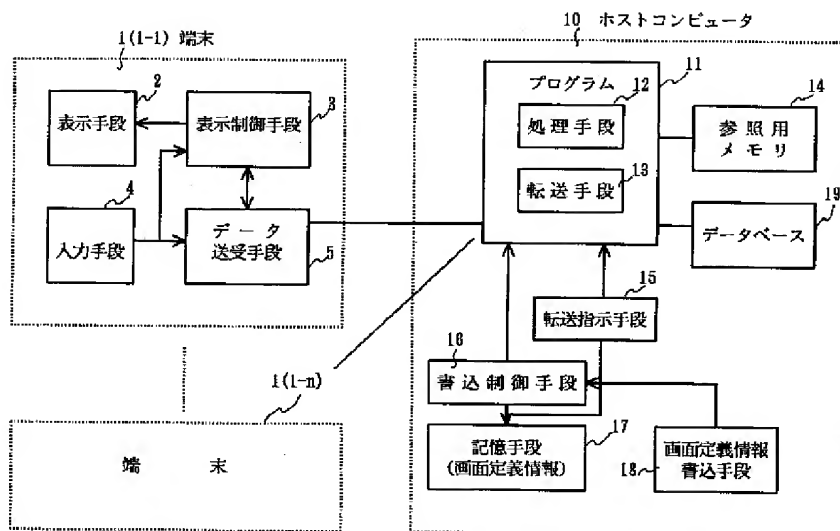 10 ホストコンピュータ
1(1-1) 端末
11
プログラム
12
処理手段
13
転送手段
14
参照用
メモリ
2
表示手段
3
表示制御手段
4
入力手段
データ
送受手段
5
19
データベース
15
転送指示手段
16
書込制御手段
1(1-n)
端末
17
記憶手段
(画面定義情報)
画面定義情報
書込手段
18